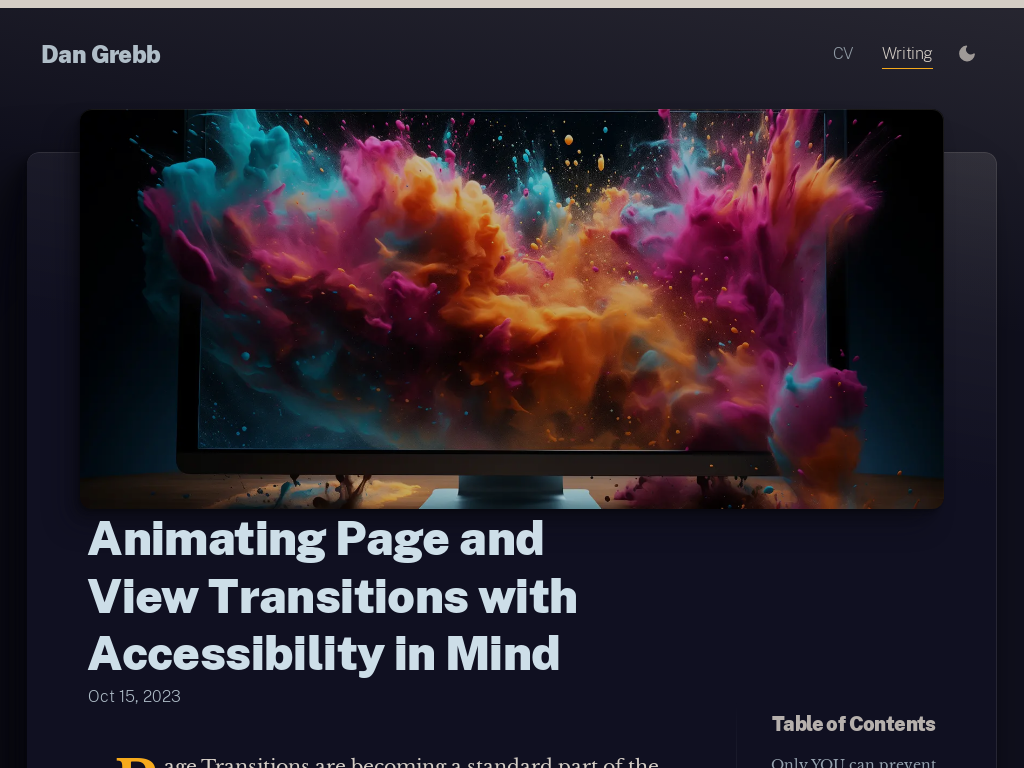 Dan Grebb
CV
Writing
Animating Page and
View Transitions with
Accessibility in Mind
Oct 15, 2023
Table of Contents
Page Transitions are becoming a standard part of the
Only YOU can prevent